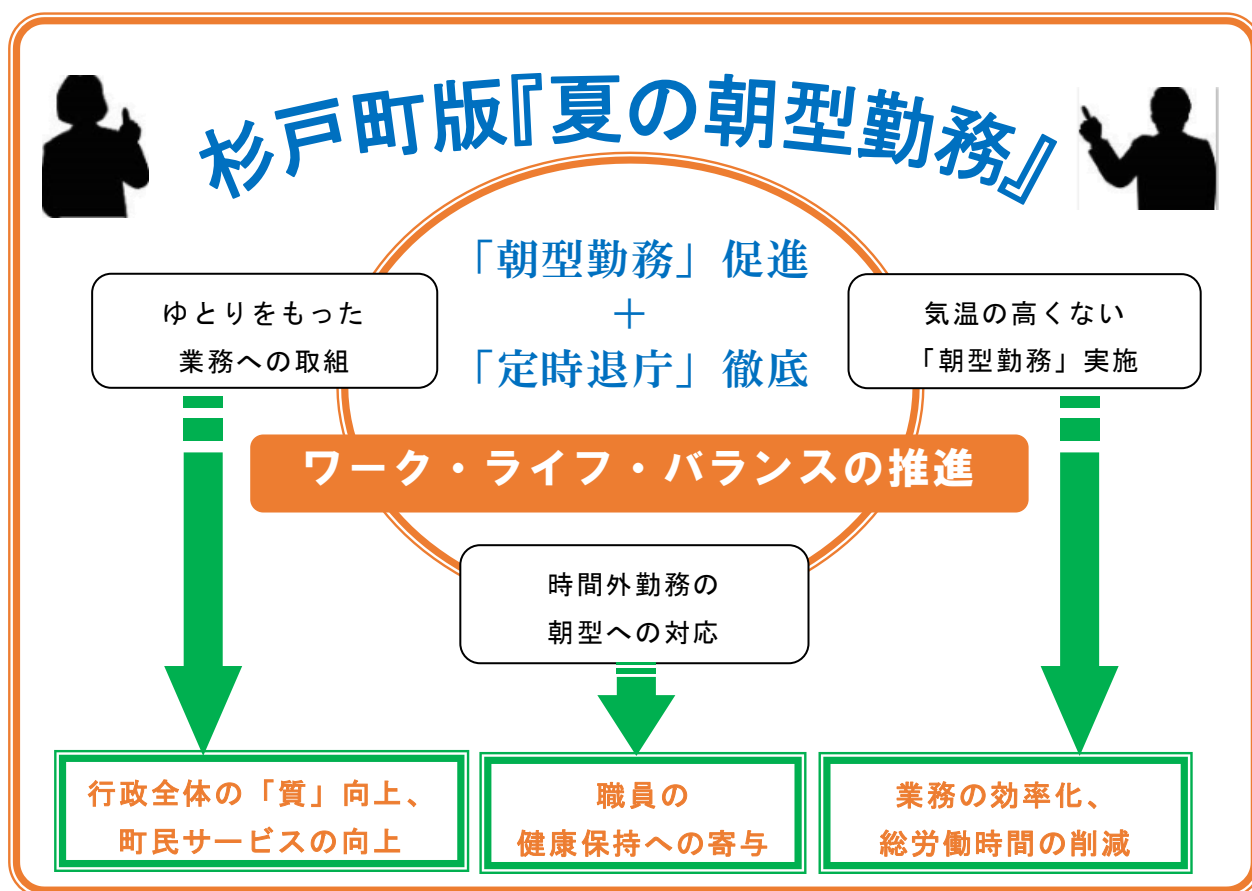 杉戸町版『夏の朝型勤務』
「朝型勤務」促進
＋
「定時退庁」徹底
ゆとりをもった
業務への取組
気温の高くない
「朝型勤務」実施
ワーク・ライフ・バランスの推進
時間外勤務の
朝型への対応
行政全体の「質」向上、
町民サービスの向上
職員の
健康保持への寄与
業務の効率化、
総労働時間の削減